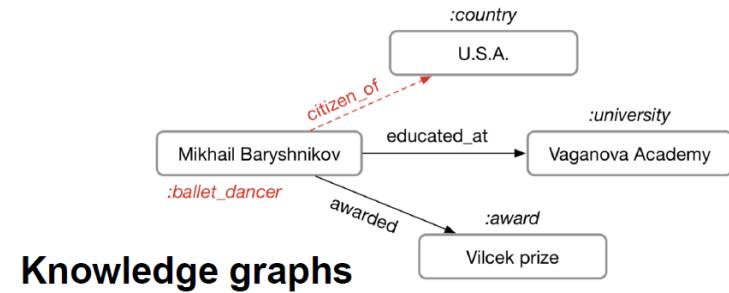 :country
U.S.A.
citizen_of
:university
educated_at
Mikhail Baryshnikov
Vaganova Academy
:ballet_dancer
awarded
:award
Vilcek prize
Knowledge graphs